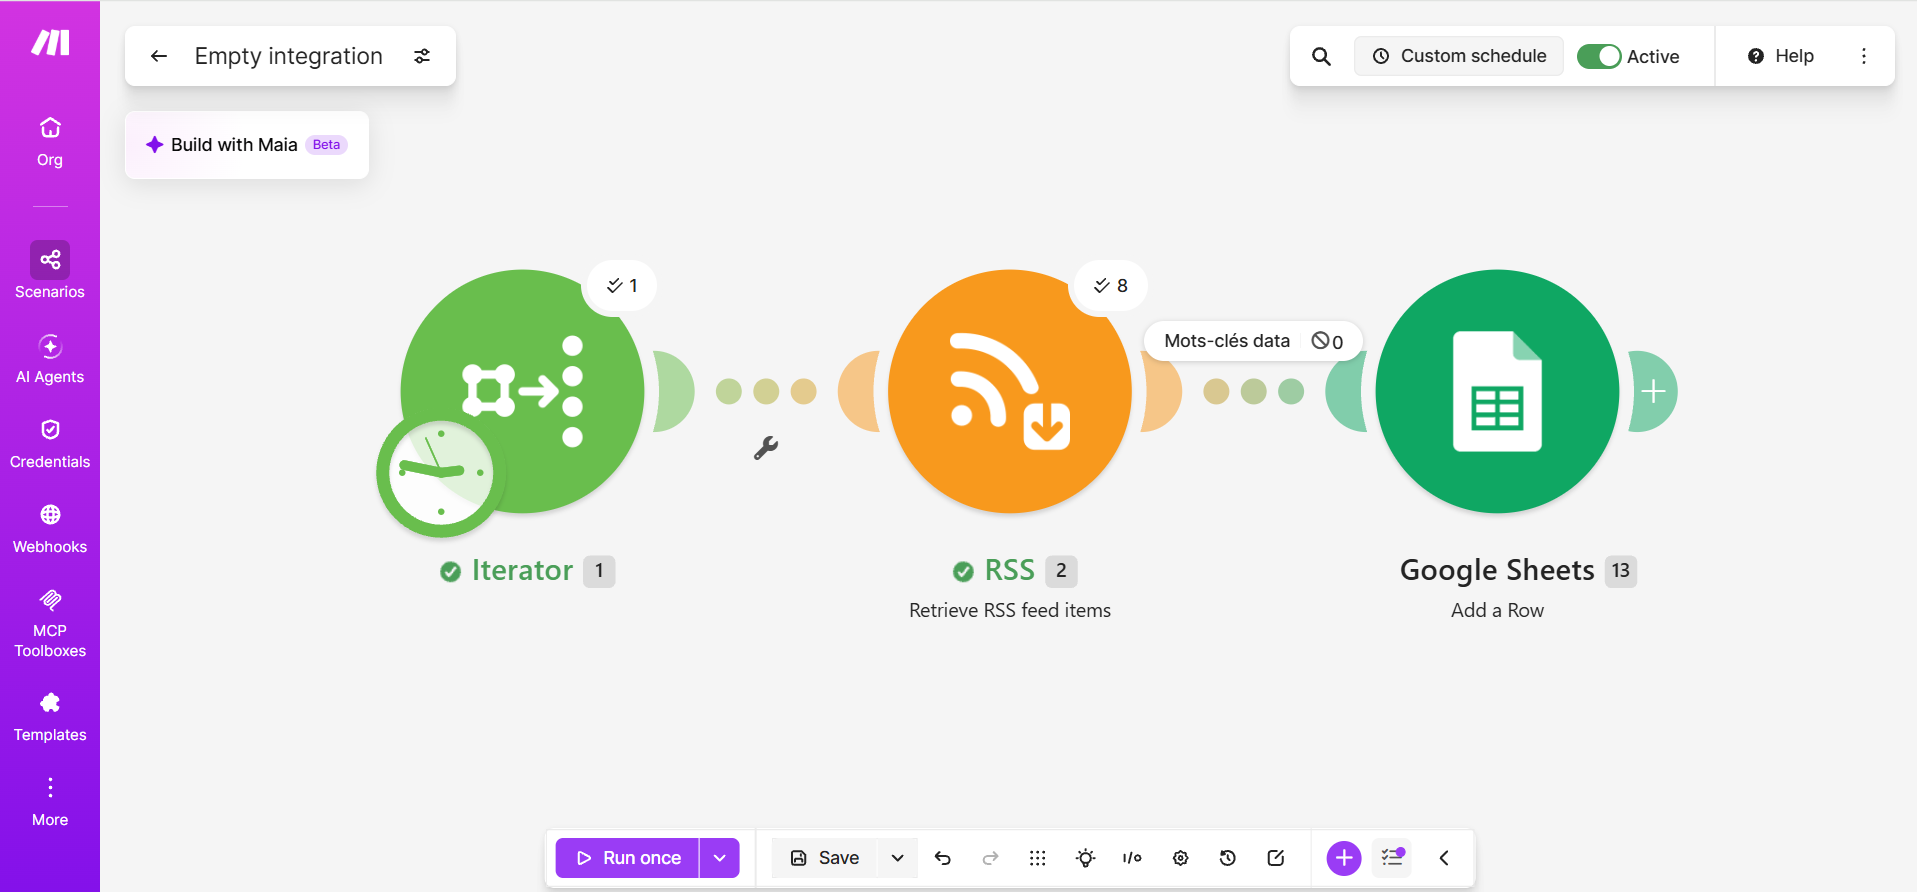 Empty integration
Custom schedule
Active
Help
Build with Maia Beta
Org
Scenarios
AI Agents
Credentials
Webhooks
MCP
Toolboxes
Templates
More
1
8
Mots-clés data 0
Iterator 1
RSS 2
Retrieve RSS feed items
Google Sheets 13
Add a Row
Run once
Save